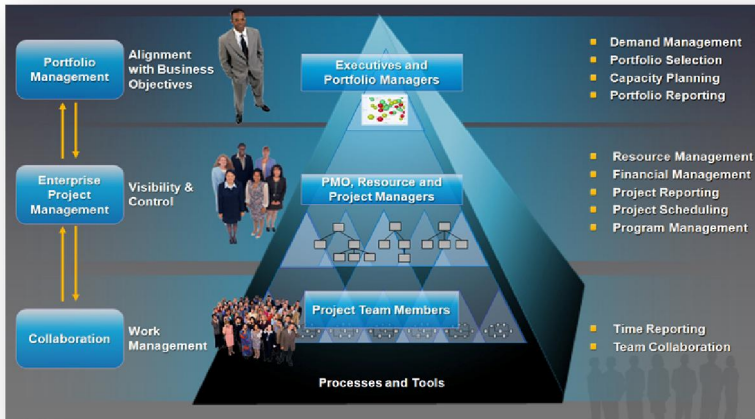 Portfolio
Management
Alignment
with Business
Objectives
Executives and
Portfolio Managers
Demand Management
Portfolio Selection
Capacity Planning
Portfolio Reporting
Enterprise
Project
Management
Visibility &
Control
PMO, Resource and
Project Managers
Resource Management
Financial Management
Project Reporting
Project Scheduling
Program Management
Collaboration
Work
Management
Project Team Members
Time Reporting
Team Collaboration
Processes and Tools